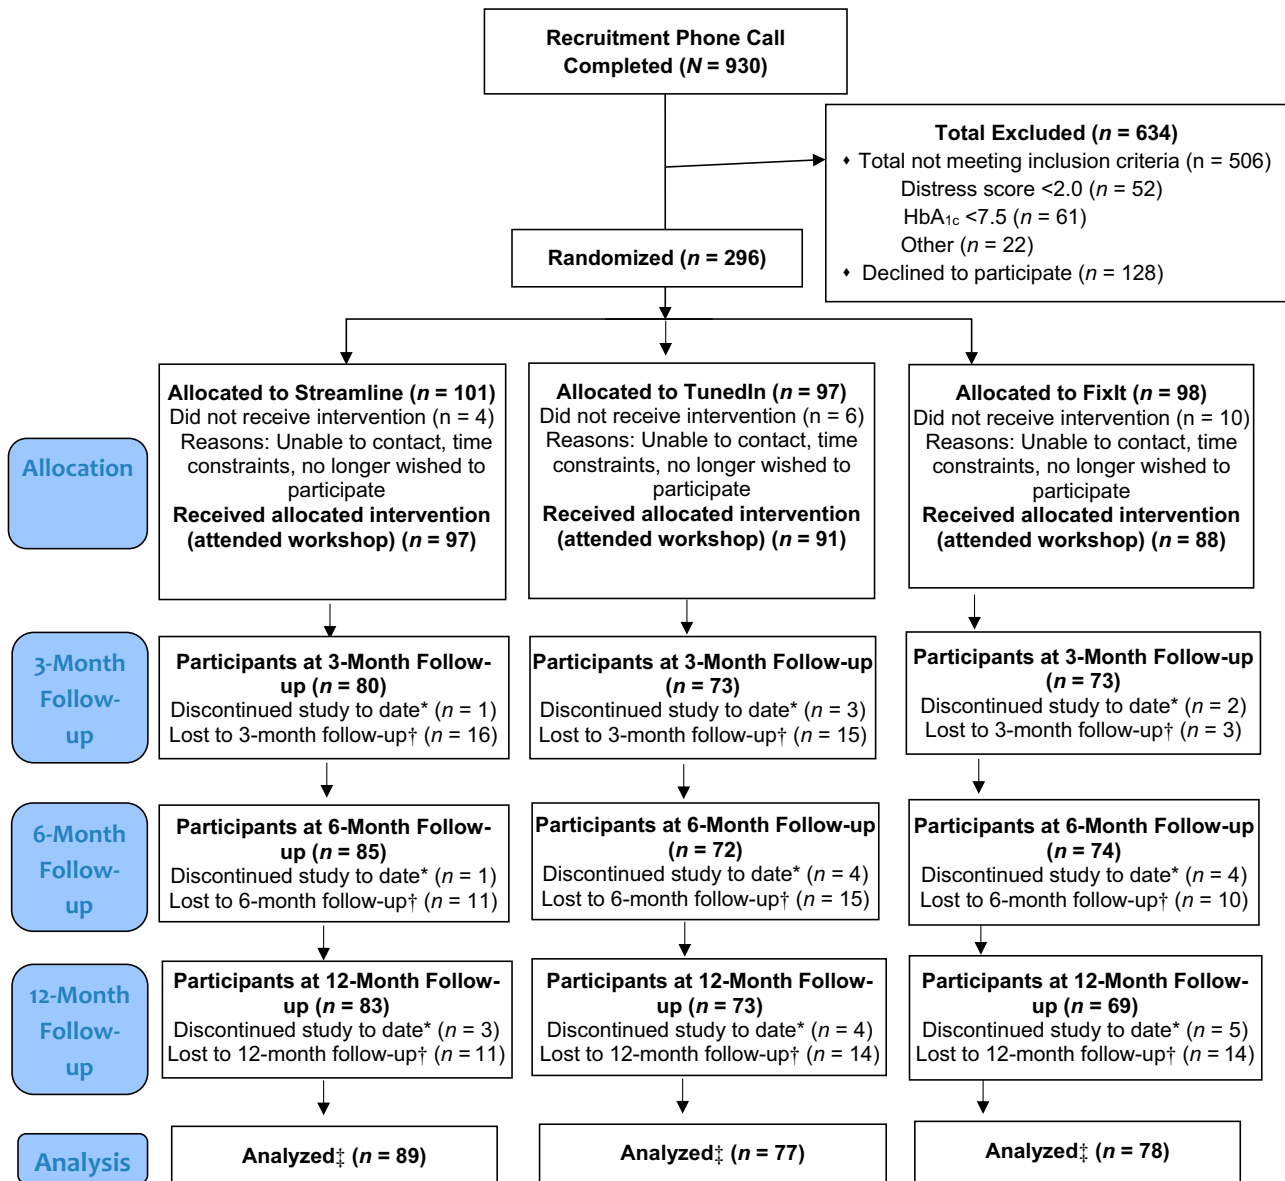 Recruitment Phone Call
Completed (N = 930)
Total Excluded (n = 634)
♦ Total not meeting inclusion criteria (n = 506)
Distress score <2.0 (n = 52)
HbA1c <7.5 (n = 61)
Other (n = 22)
♦ Declined to participate (n = 128)
Randomized (n = 296)
Allocation
Allocated to Streamline (n = 101)
Did not receive intervention (n = 4)
Reasons: Unable to contact, time
constraints, no longer wished to
participate
Received allocated intervention
(attended workshop) (n = 97)
Allocated to TunedIn (n = 97)
Did not receive intervention (n = 6)
Reasons: Unable to contact, time
constraints, no longer wished to
participate
Received allocated intervention
(attended workshop) (n = 91)
Allocated to FixIt (n = 98)
Did not receive intervention (n = 10)
Reasons: Unable to contact, time
constraints, no longer wished to
participate
Received allocated intervention
(attended workshop) (n = 88)
3-Month
Follow-
up
Participants at 3-Month Follow-
up (n = 80)
Discontinued study to date* (n = 1)
Lost to 3-month follow-up† (n = 16)
Participants at 3-Month Follow-up
(n = 73)
Discontinued study to date* (n = 3)
Lost to 3-month follow-up† (n = 15)
Participants at 3-Month Follow-up
(n = 73)
Discontinued study to date* (n = 2)
Lost to 3-month follow-up† (n = 3)
6-Month
Follow-
up
Participants at 6-Month Follow-
up (n = 85)
Discontinued study to date* (n = 1)
Lost to 6-month follow-up† (n = 11)
Participants at 6-Month Follow-up
(n = 72)
Discontinued study to date* (n = 4)
Lost to 6-month follow-up† (n = 15)
Participants at 6-Month Follow-up
(n = 74)
Discontinued study to date* (n = 4)
Lost to 6-month follow-up† (n = 10)
12-Month
Follow-
up
Participants at 12-Month Follow-
up (n = 83)
Discontinued study to date* (n = 3)
Lost to 12-month follow-up† (n = 11)
Participants at 12-Month Follow-
up (n = 73)
Discontinued study to date* (n = 4)
Lost to 12-month follow-up† (n = 14)
Participants at 12-Month Follow-
up (n = 69)
Discontinued study to date* (n = 5)
Lost to 12-month follow-up† (n = 14)
Analysis
Analyzed‡ (n = 89)
Analyzed‡ (n = 77)
Analyzed‡ (n = 78)